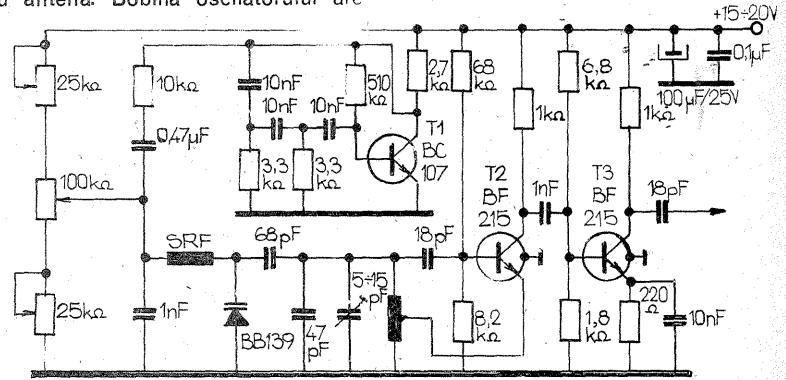 antenă. Bobina oscilatorului are
+15÷20V
25kΩ
10kΩ
10nF
510
kΩ
2,7
kΩ
68
kΩ
6,8
kΩ
0,1µF
100µF/25V
10nF
10nF
1kΩ
1kΩ
0,47µF
T1
BC
107
3,3
kΩ
3,3
kΩ
100kΩ
T2
BF
215
1nF
T3
BF
215
18pF
SRF
68pF
18pF
5÷15
pF
25kΩ
1nF
BB139
47
pF
8,2
kΩ
1,8
kΩ
220
Ω
10nF